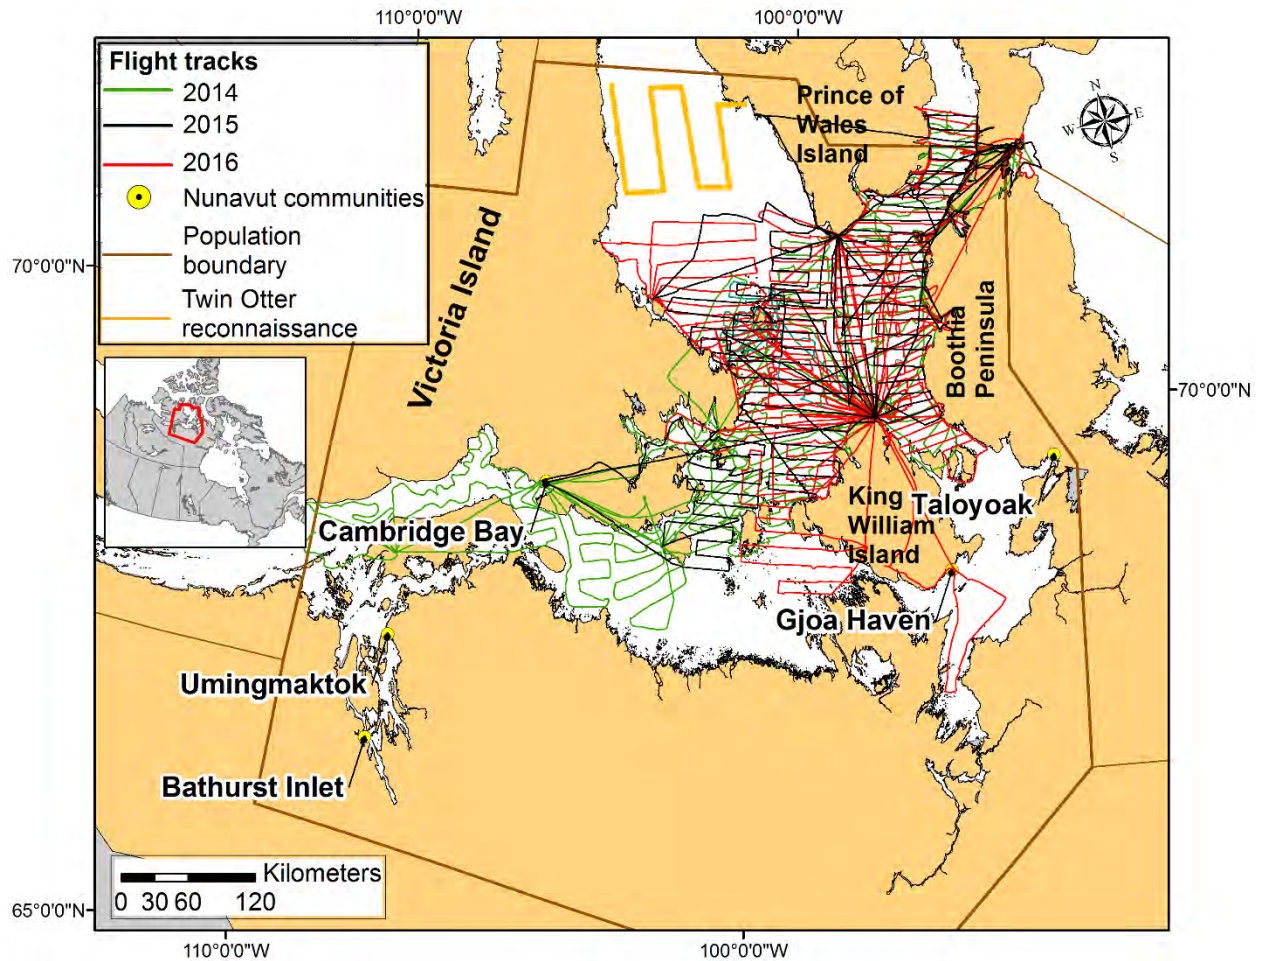 110°0'0"W
100°0'0"W
Flight tracks
2014
2015
2016
Nunavut communities
Population
boundary
Twin Otter
reconnaissance
Prince of
Wales
Island
N
W
E
S
70°0'0"N
Victoria Island
Boothia
Peninsula
70°0'0"N
King
William
Island
Taloyoak
Cambridge Bay
Gjoa Haven
Umingmaktok
Bathurst Inlet
Kilometers
0 30 60 120
65°0'0"N
110°0'0"W
100°0'0"W